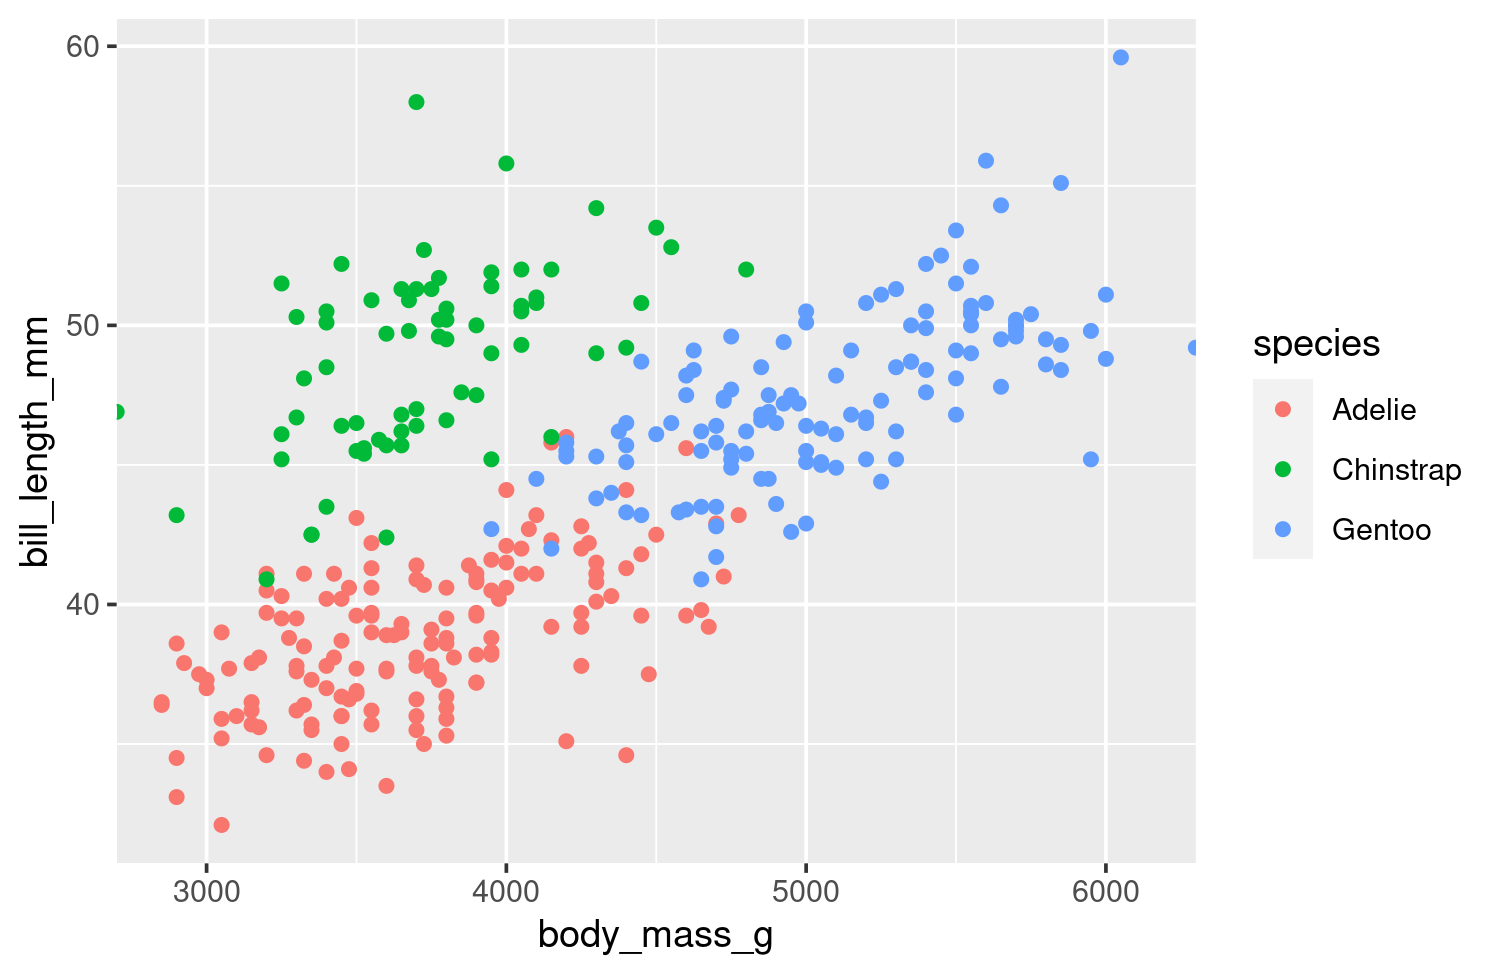 60
50
40
bill_length_mm
3000 4000 5000 6000
body_mass_g
species
Adelie
Chinstrap
Gentoo